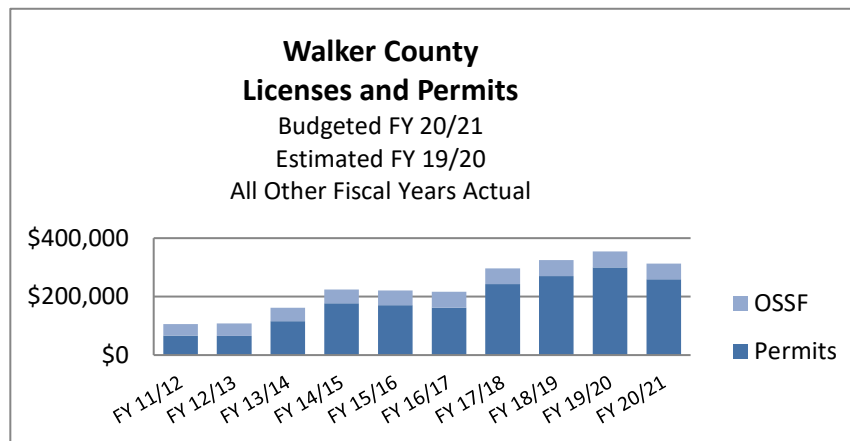 Walker County
Licenses and Permits
Budgeted FY 20/21
Estimated FY 19/20
All Other Fiscal Years Actual
$400,000
$200,000
$0
OSSF
Permits
FY 11/12
FY 12/13
FY 13/14
FY 14/15
FY 15/16
FY 16/17
FY 17/18
FY 18/19
FY 19/20
FY 20/21